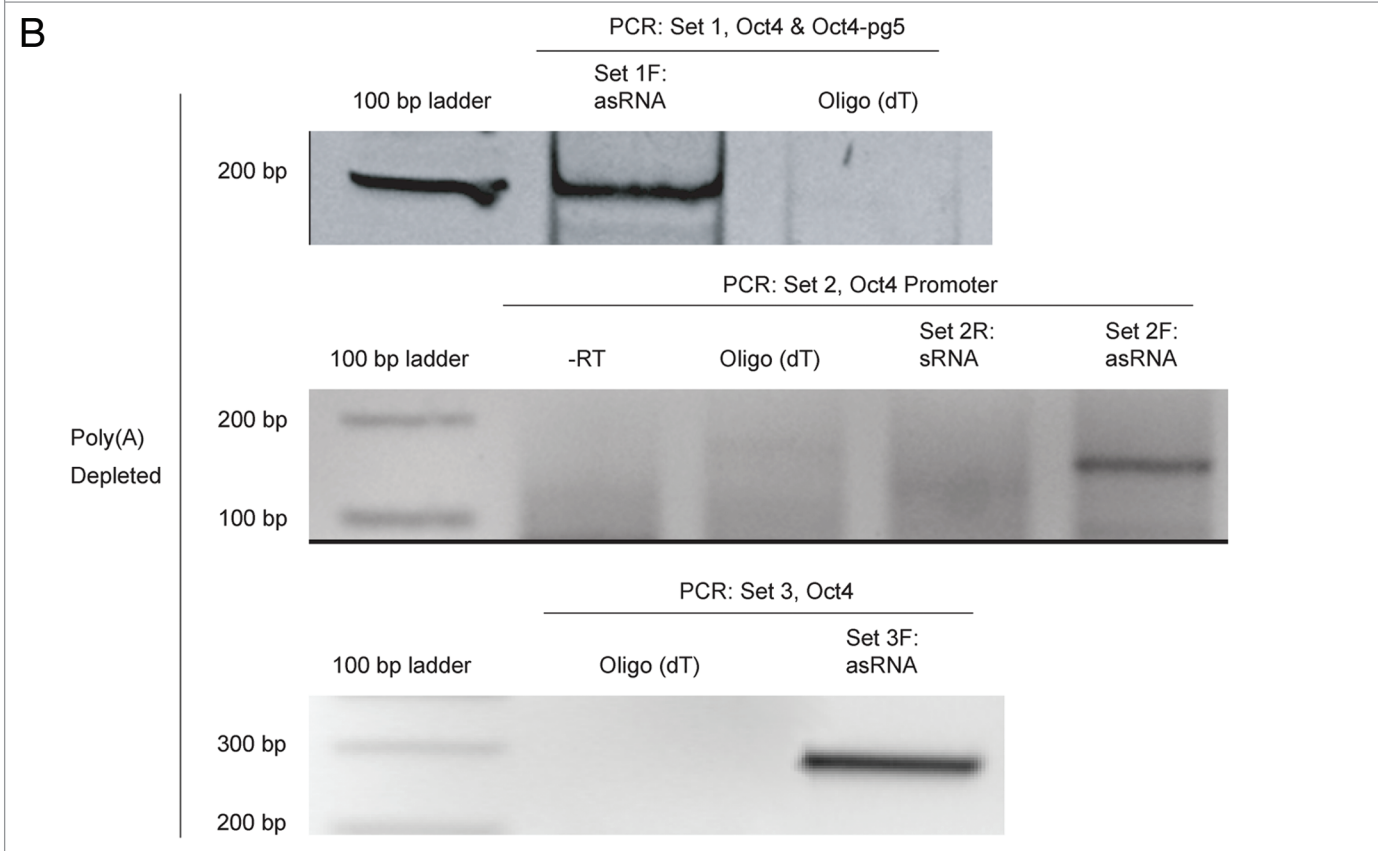 B
PCR: Set 1, Oct4 & Oct4-pg5
Set 1F:
100 bp ladder asRNA Oligo (dT)
200 bp
PCR: Set 2, Oct4 Promoter
Set 2R: Set 2F:
100 bp ladder -RT Oligo (dT) sRNA asRNA
200 bp
Poly(A)
Depleted
100 bp
PCR: Set 3, Oct4
Set 3F:
100 bp ladder Oligo (dT) asRNA
300 bp
200 bp